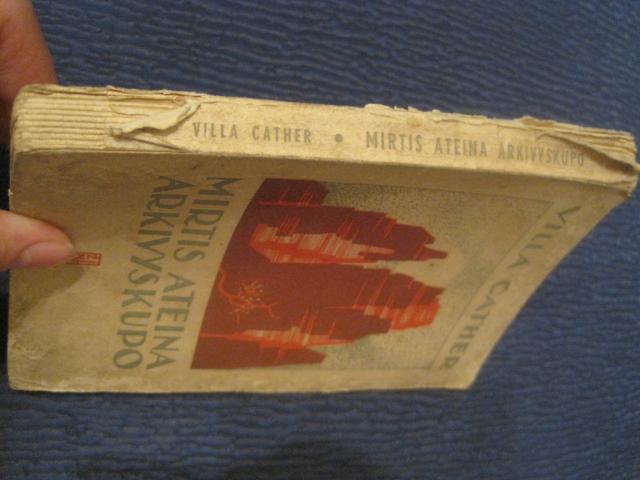 VILLA CATHER • MIRTIS ATEINA ARKIVYSKUPO
VILLA CATHER
MIRTIS ATEINA
ARKIVYSKUPO